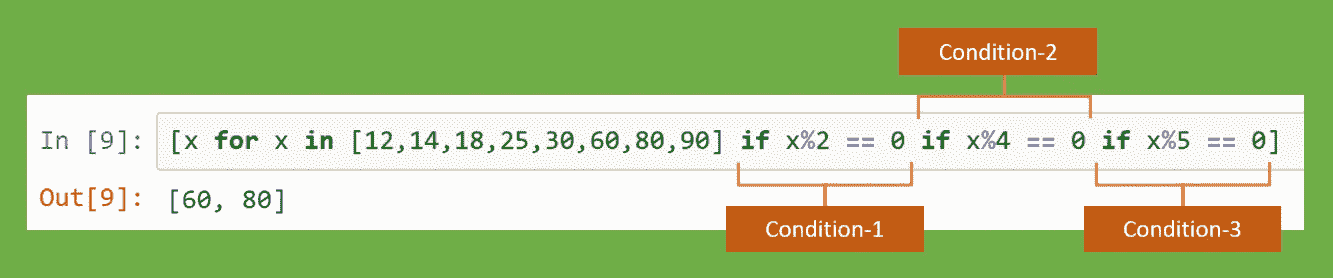 Condition-2
In [9]: [x for x in [12,14,18,25,30,60,80,90] if x%2 == 0 if x%4 == 0 if x%5 == 0]
Out[9]: [60, 80]
Condition-1
Condition-3